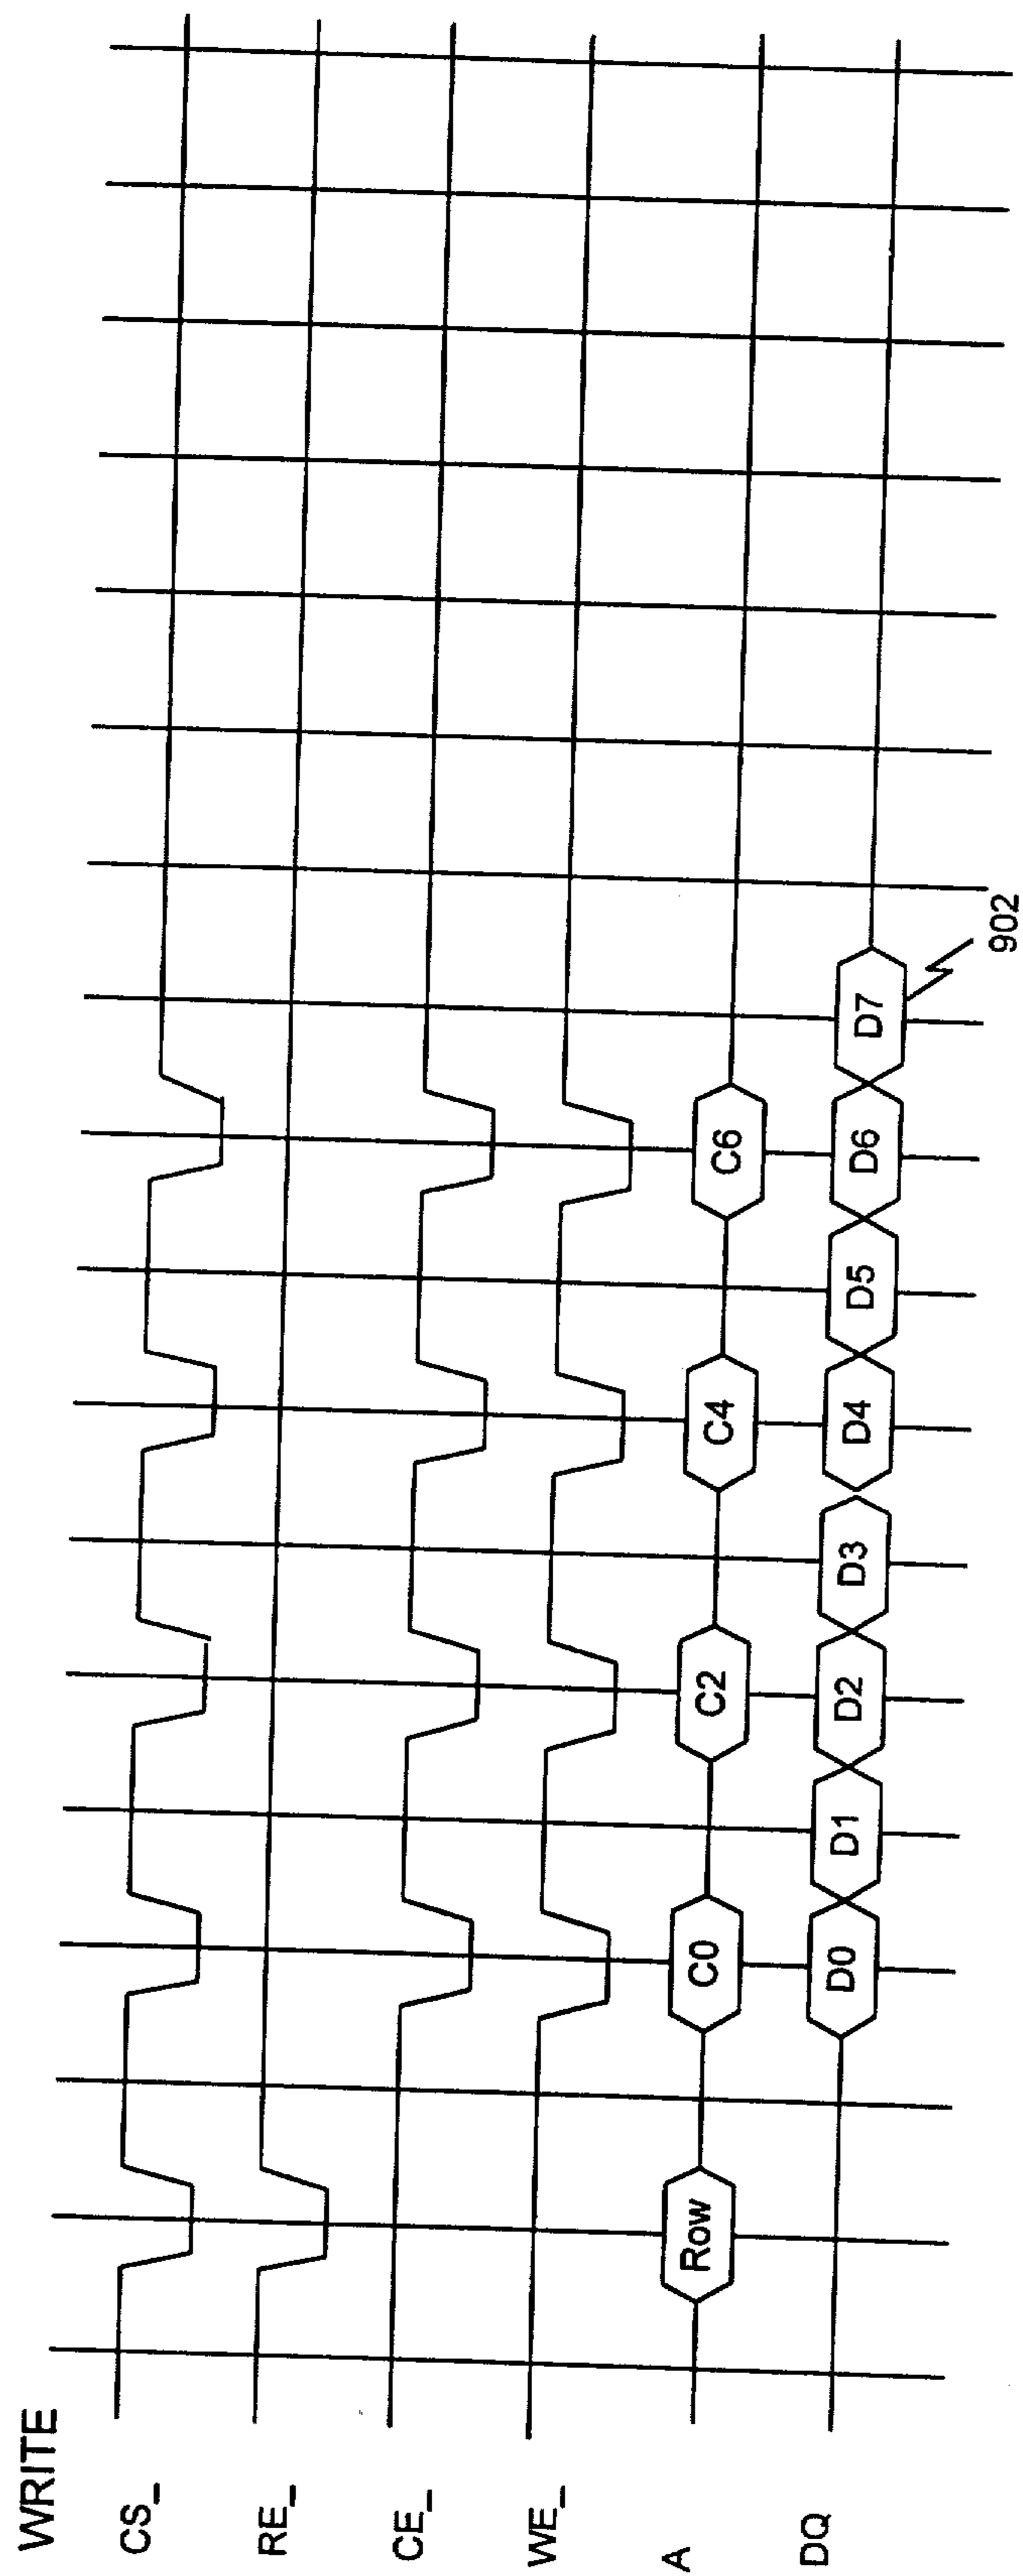 WRITE
CS_
RE_
CE_
WE_
A Row C0 C2 C4 C6
DQ D0 D1 D2 D3 D4 D5 D6 D7
902